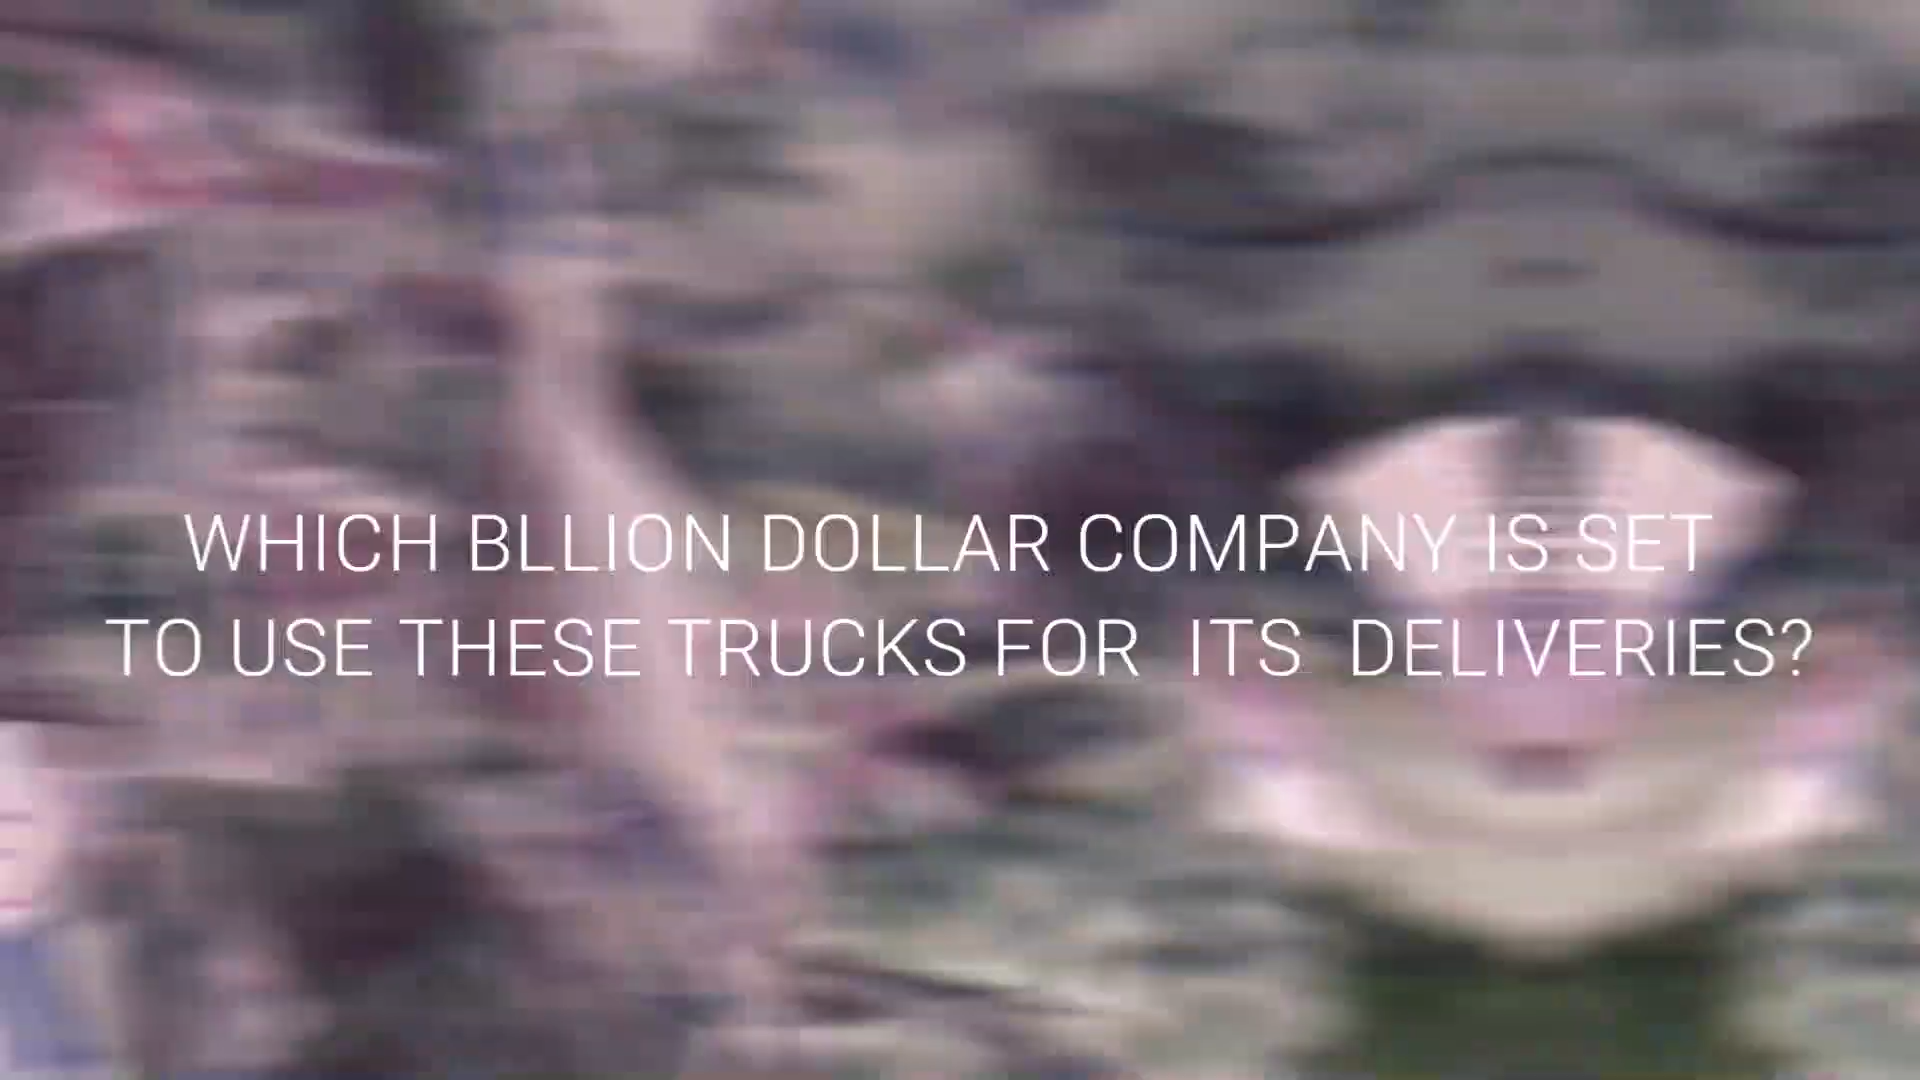 WHICH BLLION DOLLAR COMPANY IS SET
TO USE THESE TRUCKS FOR ITS DELIVERIES?